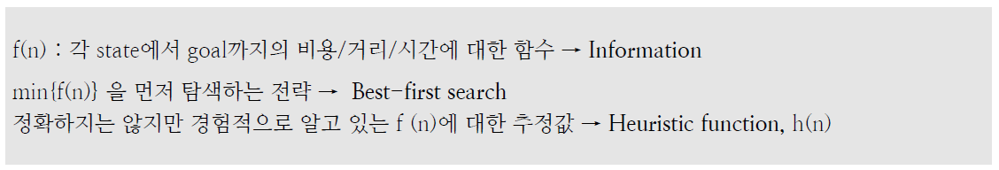 f(n) : 각 state에서 goal까지의 비용/거리/시간에 대한 함수 → Information
min{f(n)} 을 먼저 탐색하는 전략 → Best-first search
정확하지는 않지만 경험적으로 알고 있는 f (n)에 대한 추정값 → Heuristic function, h(n)